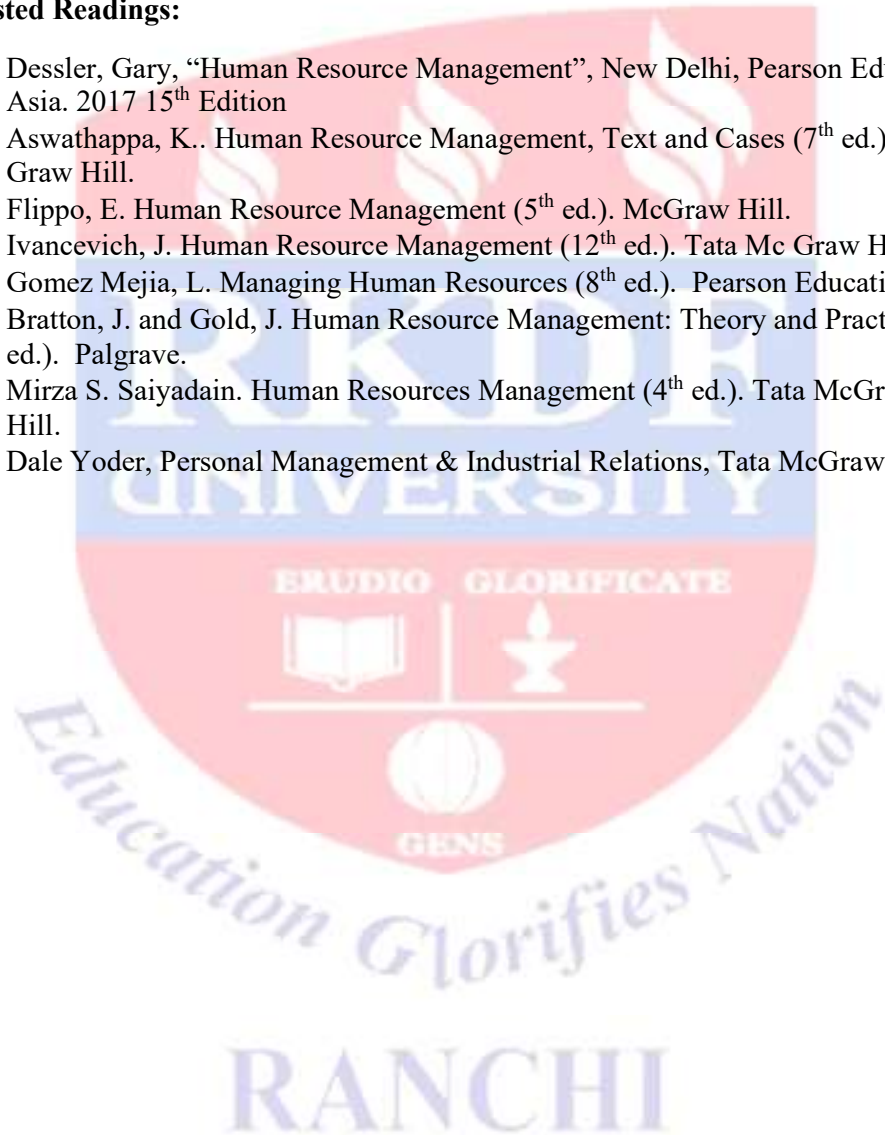 sted Readings:
Dessler, Gary, “Human Resource Management”, New Delhi, Pearson Ed
Asia. 2017 15th Edition
Aswathappa, K.. Human Resource Management, Text and Cases (7th ed.)
Graw Hill.
Flippo, E. Human Resource Management (5th ed.). McGraw Hill.
Ivancevich, J. Human Resource Management (12th ed.). Tata Mc Graw H
Gomez Mejia, L. Managing Human Resources (8th ed.). Pearson Educati
Bratton, J. and Gold, J. Human Resource Management: Theory and Pract
ed.). Palgrave.
Mirza S. Saiyadain. Human Resources Management (4th ed.). Tata McGr
Hill.
Dale Yoder, Personal Management & Industrial Relations, Tata McGraw
RKDF
UNIVERSITY
ERUDIO GLORIFICATE
GENS
Education Glorifies Nation
RANCHI